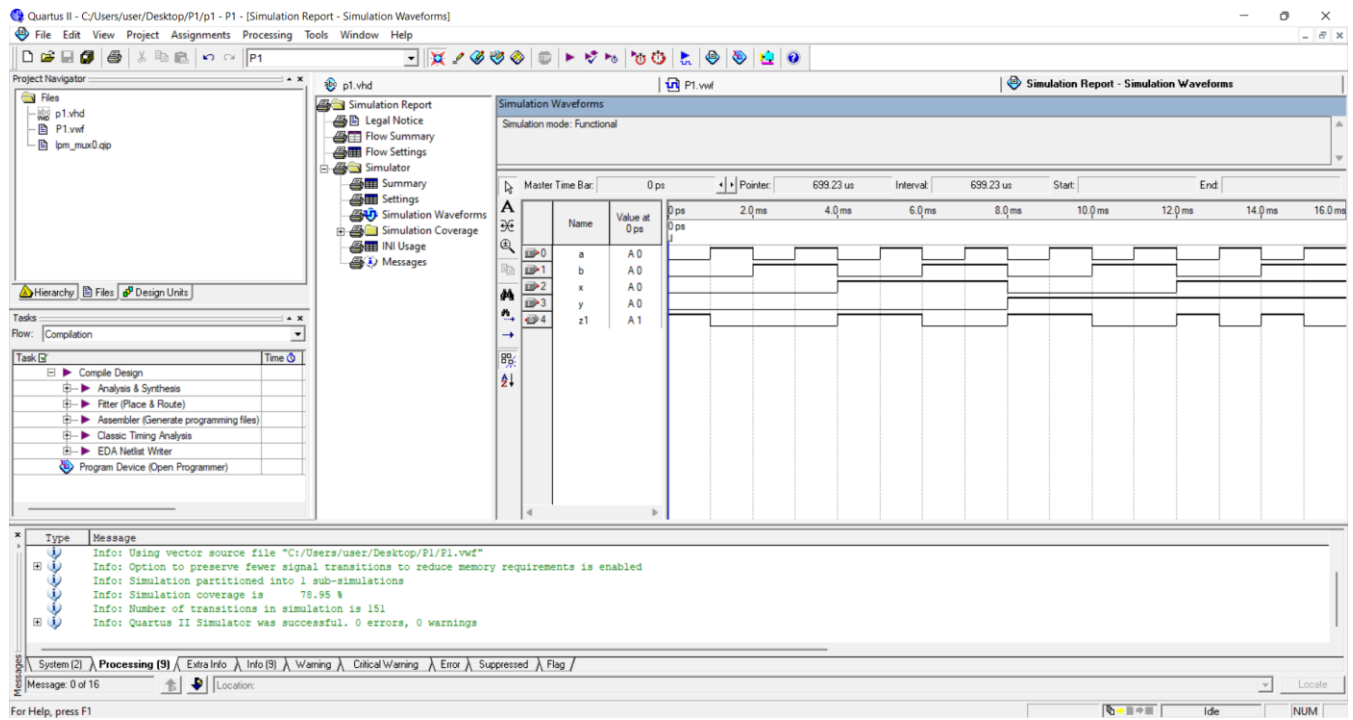 Quartus II - C:/Users/user/Desktop/P1/p1 - P1 - [Simulation Report - Simulation Waveforms]
File Edit View Project Assignments Processing Tools Window Help
P1
Project Navigator
Files
p1.vhd
P1.vwf
lpm_mux0.qip
Hierarchy Files Design Units
Tasks
Flow: Compilation
Task Time
Compile Design
Analysis & Synthesis
Fitter (Place & Route)
Assembler (Generate programming files)
Classic Timing Analysis
EDA Netlist Writer
Program Device (Open Programmer)
p1.vhd P1.vwf Simulation Report - Simulation Waveforms
Simulation Report
Legal Notice
Flow Summary
Flow Settings
Simulator
Summary
Settings
Simulation Waveforms
Simulation Coverage
INI Usage
Messages
Simulation Waveforms
Simulation mode: Functional
Master Time Bar: 0 ps Pointer: 699.23 us Interval: 699.23 us Start: End:
Name Value at 0 ps
0 ps 2.0 ms 4.0 ms 6.0 ms 8.0 ms 10.0 ms 12.0 ms 14.0 ms 16.0 ms
0 ps
0 a A 0
1 b A 0
2 x A 0
3 y A 0
4 z1 A 1
Type Message
Info: Using vector source file "C:/Users/user/Desktop/P1/P1.vwf"
Info: Option to preserve fewer signal transitions to reduce memory requirements is enabled
Info: Simulation partitioned into 1 sub-simulations
Info: Simulation coverage is 78.95 %
Info: Number of transitions in simulation is 151
Info: Quartus II Simulator was successful. 0 errors, 0 warnings
System (2) Processing (9) Extra Info Info (9) Warning Critical Warning Error Suppressed Flag
Messages
Message: 0 of 16 Location: Locate
For Help, press F1 Idle NUM